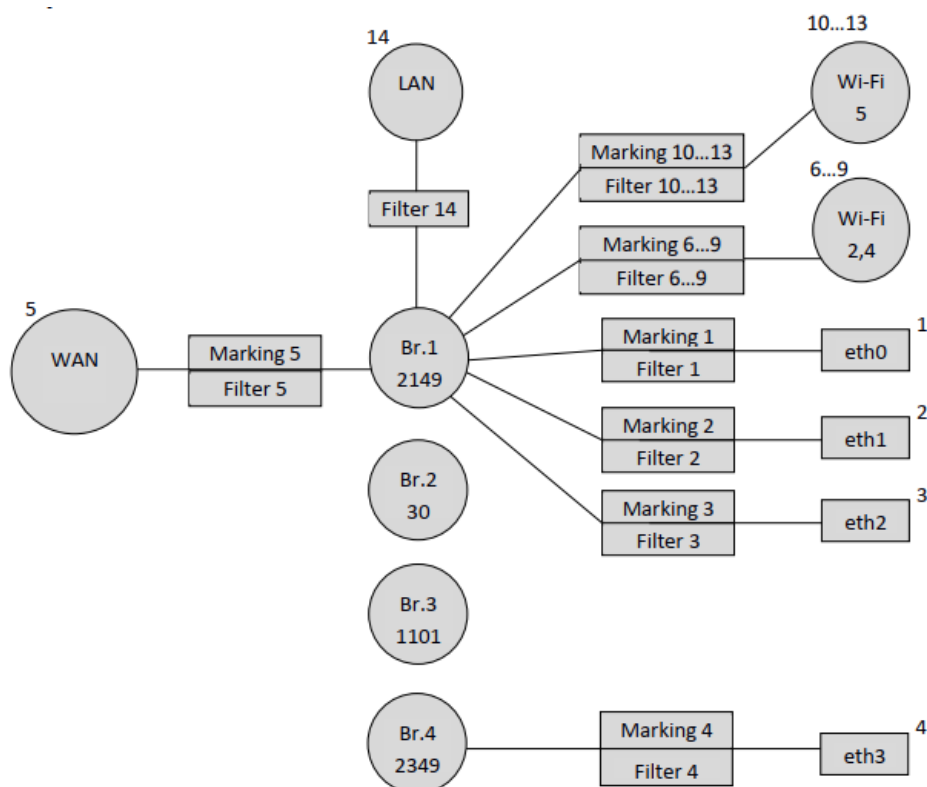 14
10...13
LAN
Wi-Fi
5
Marking 10...13
Filter 10...13
6...9
Filter 14
Wi-Fi
2,4
Marking 6...9
Filter 6...9
5
WAN
Marking 5
Filter 5
Br.1
2149
Marking 1
Filter 1
1
eth0
Marking 2
Filter 2
2
eth1
Br.2
30
Marking 3
Filter 3
3
eth2
Br.3
1101
Br.4
2349
Marking 4
Filter 4
4
eth3